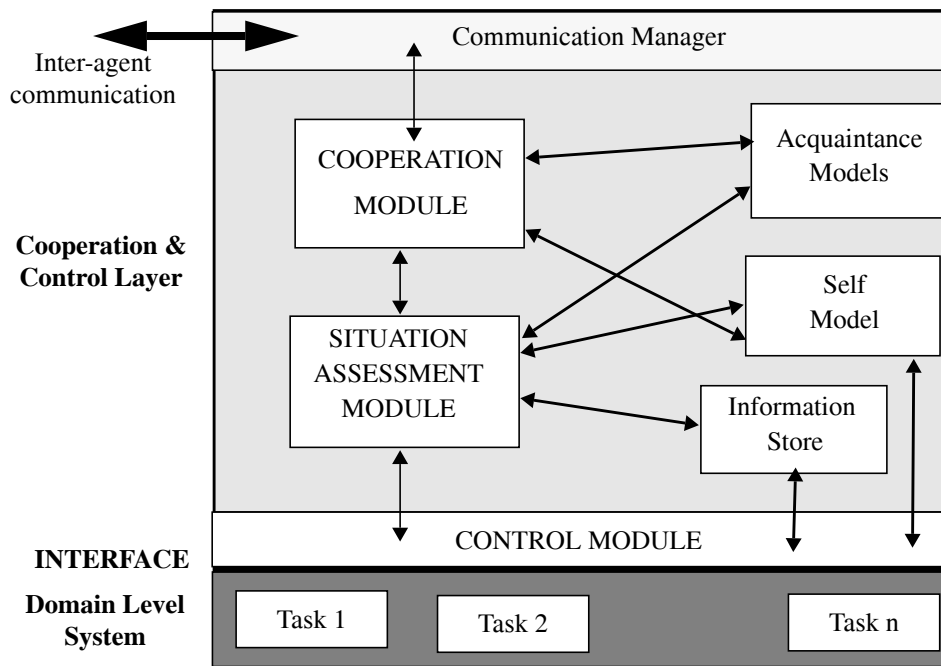 Communication Manager
Inter-agent
communication
COOPERATION
MODULE
Acquaintance
Models
Cooperation &
Control Layer
Self
Model
SITUATION
ASSESSMENT
MODULE
Information
Store
CONTROL MODULE
INTERFACE
Domain Level
System
Task 1
Task 2
Task n